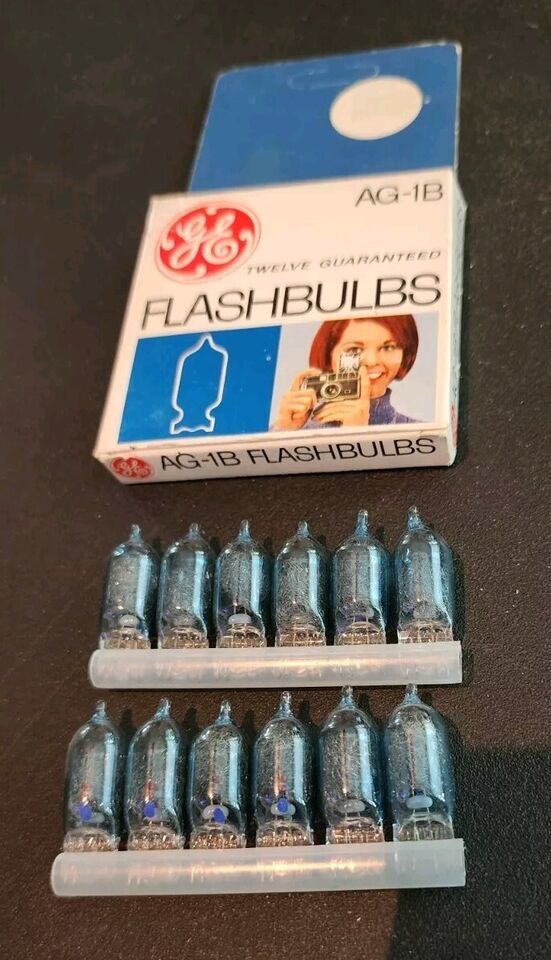 AG-1B
GE
TWELVE GUARANTEED
FLASHBULBS
GE AG-1B FLASHBULBS